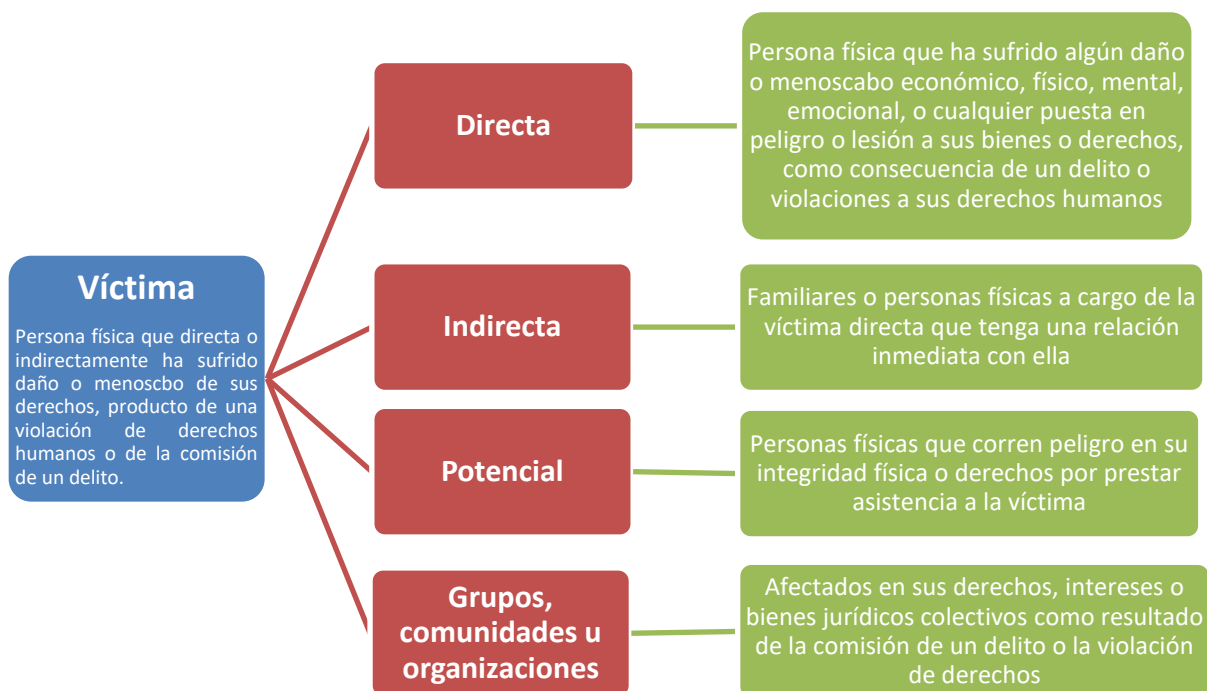 Víctima
Persona física que directa o
indirectamente ha sufrido
daño o menoscbo de sus
derechos, producto de una
violación de derechos
humanos o de la comisión
de un delito.
Directa
Persona física que ha sufrido algún daño
o menoscabo económico, físico, mental,
emocional, o cualquier puesta en
peligro o lesión a sus bienes o derechos,
como consecuencia de un delito o
violaciones a sus derechos humanos
Indirecta
Familiares o personas físicas a cargo de la
víctima directa que tenga una relación
inmediata con ella
Potencial
Personas físicas que corren peligro en su
integridad física o derechos por prestar
asistencia a la víctima
Grupos,
comunidades u
organizaciones
Afectados en sus derechos, intereses o
bienes jurídicos colectivos como resultado
de la comisión de un delito o la violación
de derechos